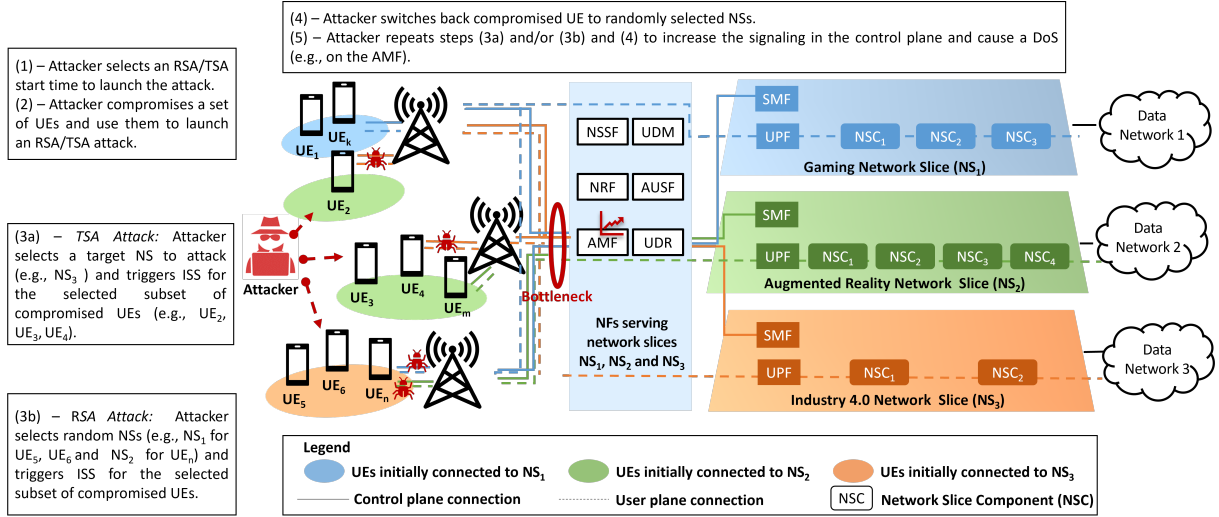 (4) – Attacker switches back compromised UE to randomly selected NSs.
(5) – Attacker repeats steps (3a) and/or (3b) and (4) to increase the signaling in the control plane and cause a DoS
(e.g., on the AMF).
(1) – Attacker selects an RSA/TSA
start time to launch the attack.
(2) – Attacker compromises a set
of UEs and use them to launch
an RSA/TSA attack.
(3a) – TSA Attack: Attacker
selects a target NS to attack
(e.g., NS3 ) and triggers ISS for
the selected subset of
compromised UEs (e.g., UE2,
UE3, UE4).
(3b) – RSA Attack: Attacker
selects random NSs (e.g., NS1 for
UE5, UE6 and NS2 for UEn) and
triggers ISS for the selected
subset of compromised UEs.
Attacker
UE1
UEk
UE2
UE3
UE4
UEm
UE5
UE6
UEn
Bottleneck
NSSF
UDM
NRF
AUSF
AMF
UDR
NFs serving
network slices
NS1, NS2 and NS3
SMF
UPF
NSC1
NSC2
NSC3
Gaming Network Slice (NS1)
Data
Network 1
SMF
UPF
NSC1
NSC2
NSC3
NSC4
Augmented Reality Network Slice (NS2)
Data
Network 2
SMF
UPF
NSC1
NSC2
Industry 4.0 Network Slice (NS3)
Data
Network 3
Legend
UEs initially connected to NS1
UEs initially connected to NS2
UEs initially connected to NS3
Control plane connection
User plane connection
NSC
Network Slice Component (NSC)